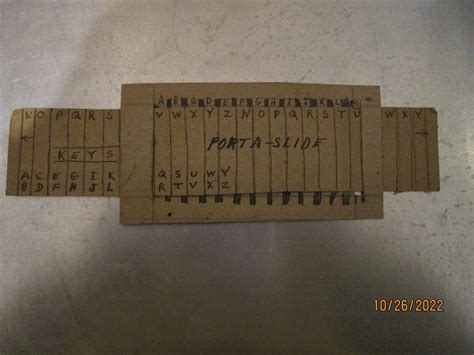 A B C D E F G H I J K L M
N O P Q R S V W X Y Z N O P Q R S T U W X Y
← PORTA-SLIDE →
KEYS
A C E G I K Q S U W Y
B D F H J L R T V X Z
10/26/2022